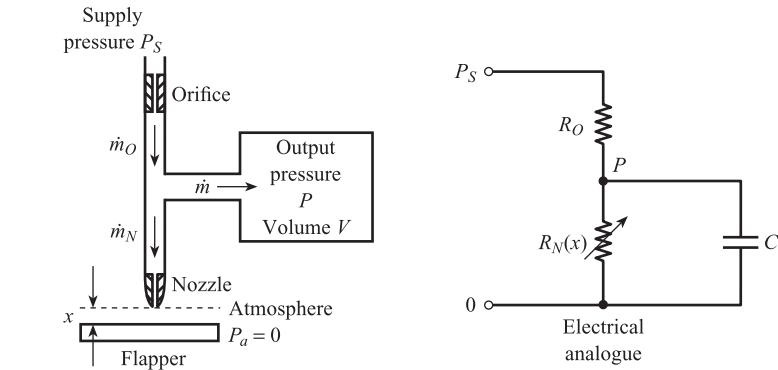 Supply
pressure P_S
Orifice
ṁ_O
Output
pressure
P
Volume V
ṁ
ṁ_N
Nozzle
x
Atmosphere
P_a = 0
Flapper
P_S
R_O
P
R_N(x)
C
0
Electrical
analogue